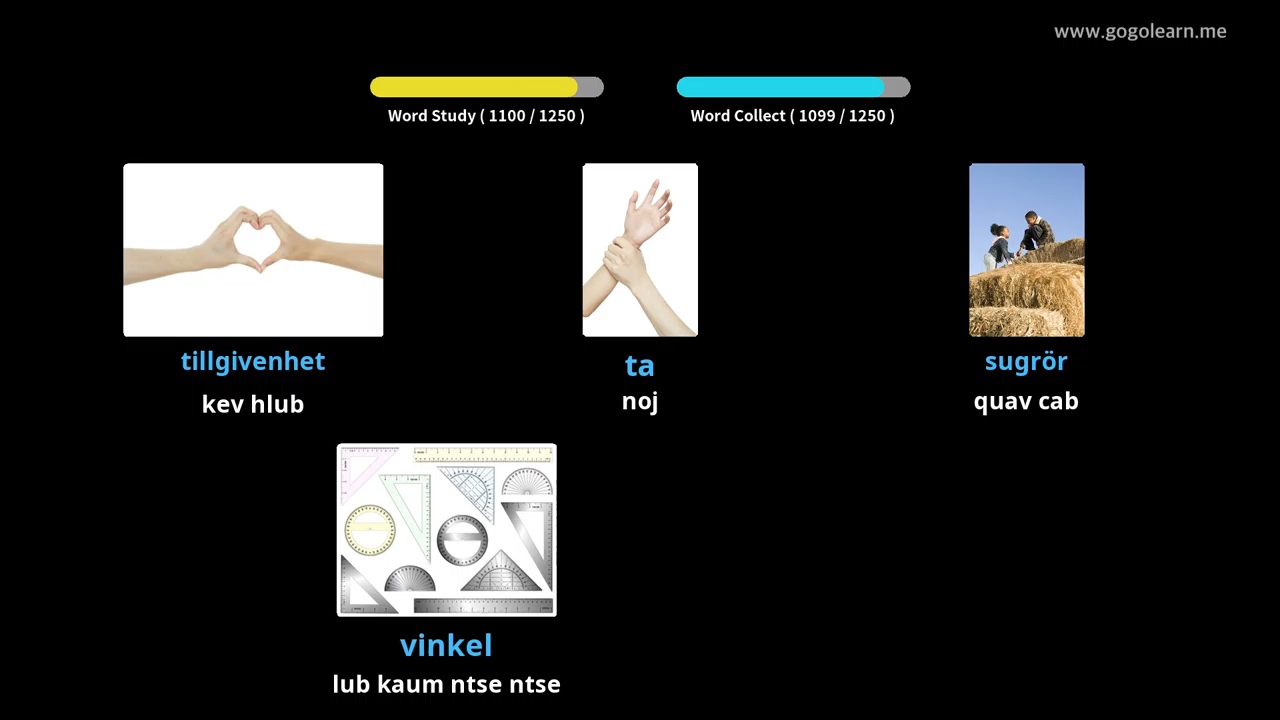 www.gogolearn.me
Word Study ( 1100 / 1250 )
Word Collect ( 1099 / 1250 )
tillgivenhet
kev hlub
ta
noj
sugrör
quav cab
vinkel
lub kaum ntse ntse